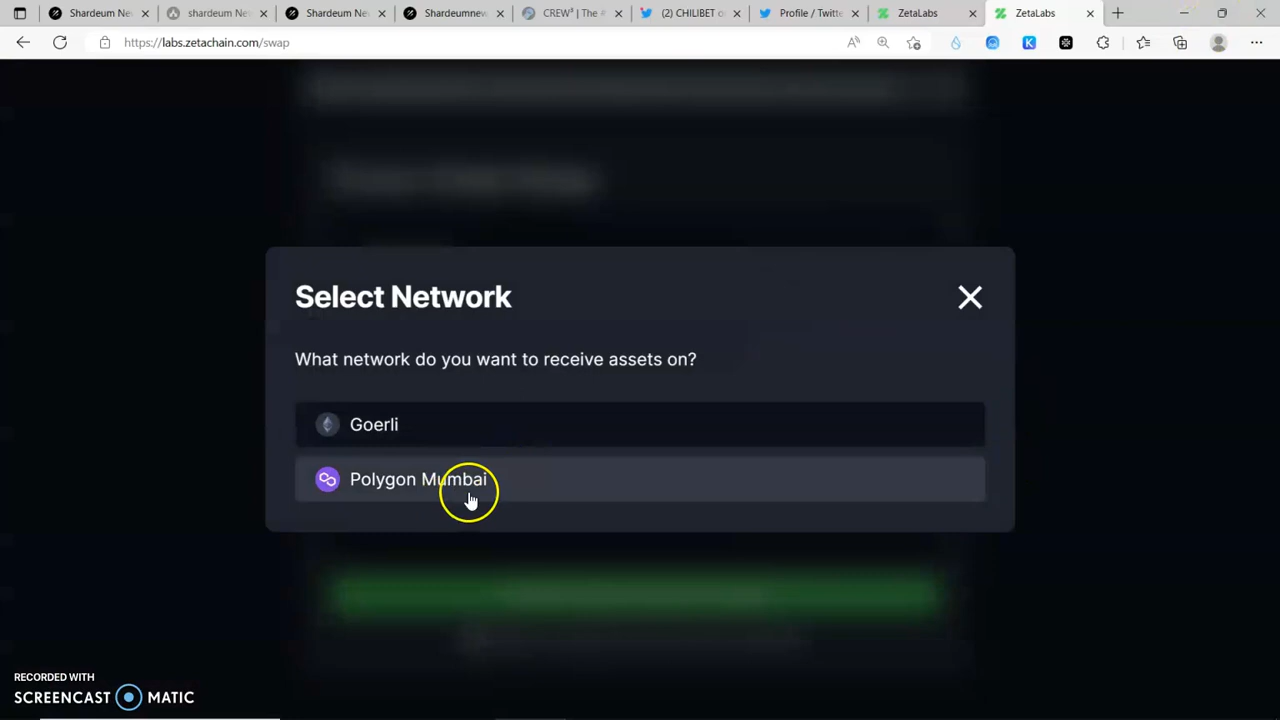 Shardeum Ne
shardeum Ne
Shardeum Ne
Shardeumnew
CREW³ | The #
(2) CHILIBET o
Profile / Twitte
ZetaLabs
ZetaLabs
https://labs.zetachain.com/swap
Select Network
What network do you want to receive assets on?
Goerli
Polygon Mumbai
RECORDED WITH
SCREENCAST MATIC